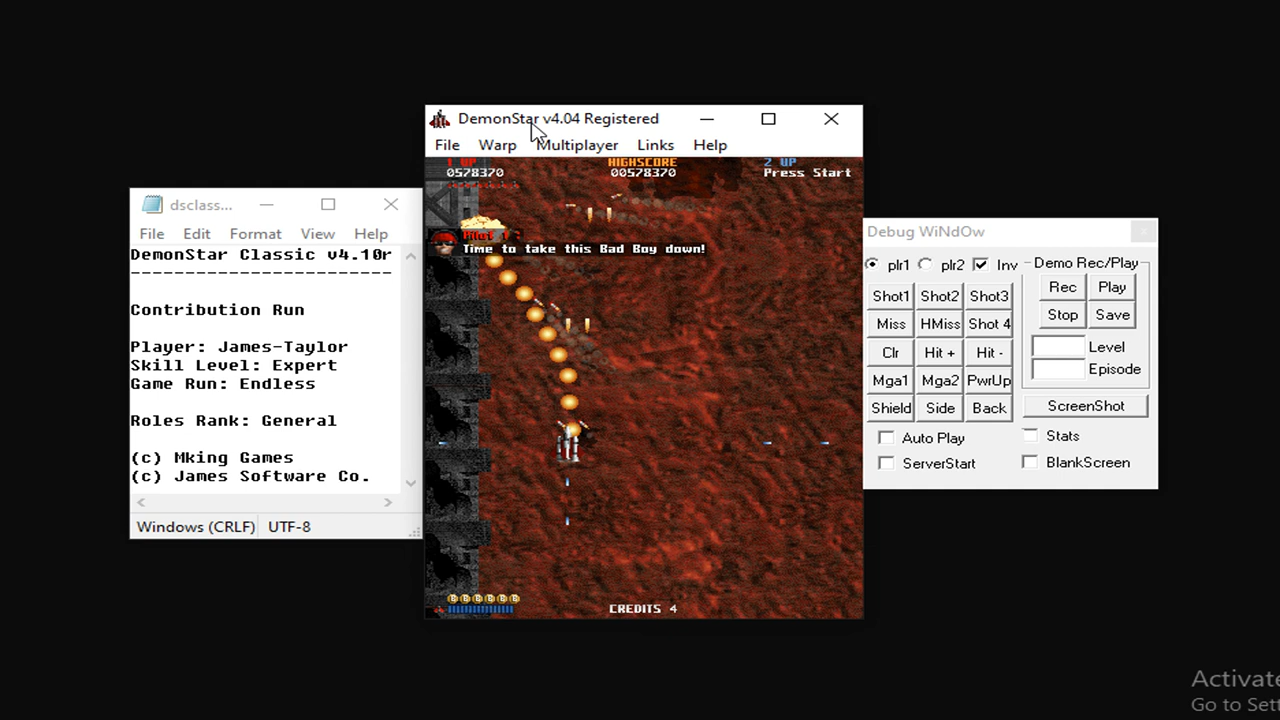 dsclass...
File Edit Format View Help
DemonStar Classic v4.10r
------------------------
Contribution Run
Player: James-Taylor
Skill Level: Expert
Game Run: Endless
Roles Rank: General
(c) Mking Games
(c) James Software Co.
Windows (CRLF) UTF-8
DemonStar v4.04 Registered
File Warp Multiplayer Links Help
1 UP HIGHSCORE 2 UP
0578370 00578370 Press Start
Pilot 1:
Time to take this Bad Boy down!
CREDITS 4
Debug WiNdOw
plr1 plr2 Inv
Shot1 Shot2 Shot3
Miss HMiss Shot 4
Clr Hit + Hit -
Mga1 Mga2 PwrUp
Shield Side Back
Auto Play
ServerStart
Demo Rec/Play
Rec Play
Stop Save
Level
Episode
ScreenShot
Stats
BlankScreen
Activate
Go to Sett